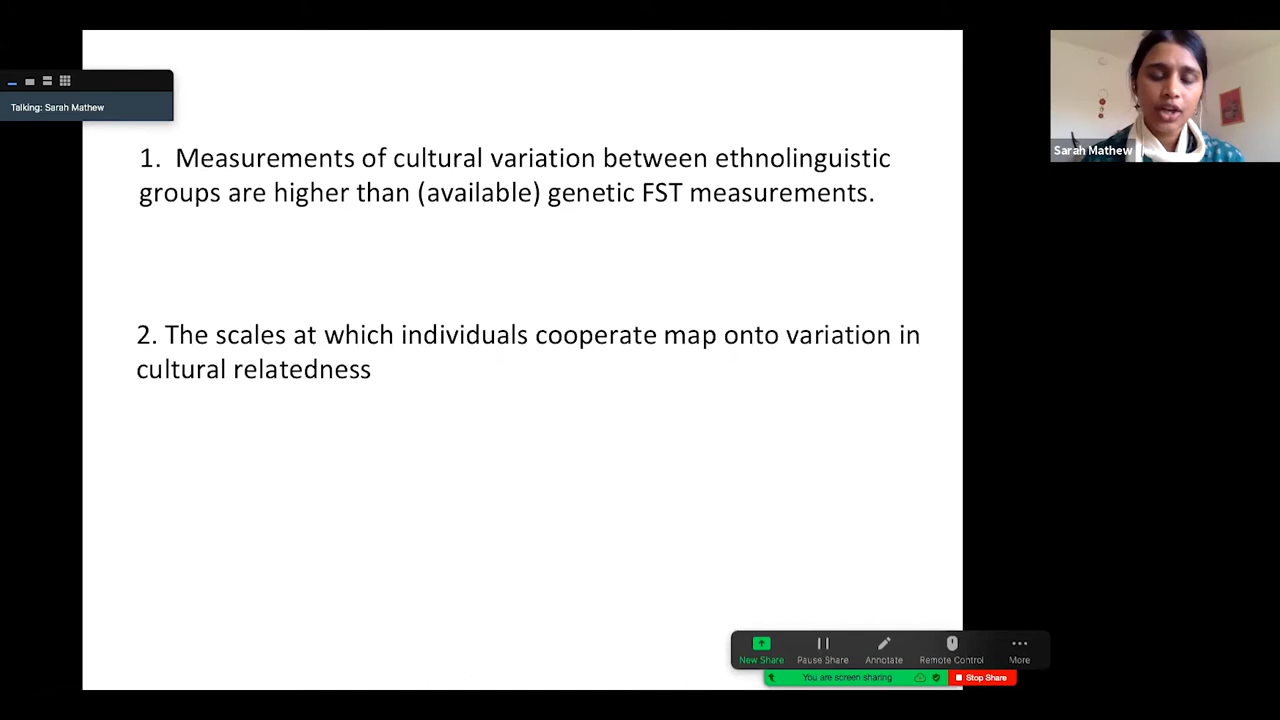 Talking: Sarah Mathew
Sarah Mathew
1. Measurements of cultural variation between ethnolinguistic
groups are higher than (available) genetic FST measurements.
2. The scales at which individuals cooperate map onto variation in
cultural relatedness
New Share
Pause Share
Annotate
Remote Control
More
You are screen sharing
Stop Share